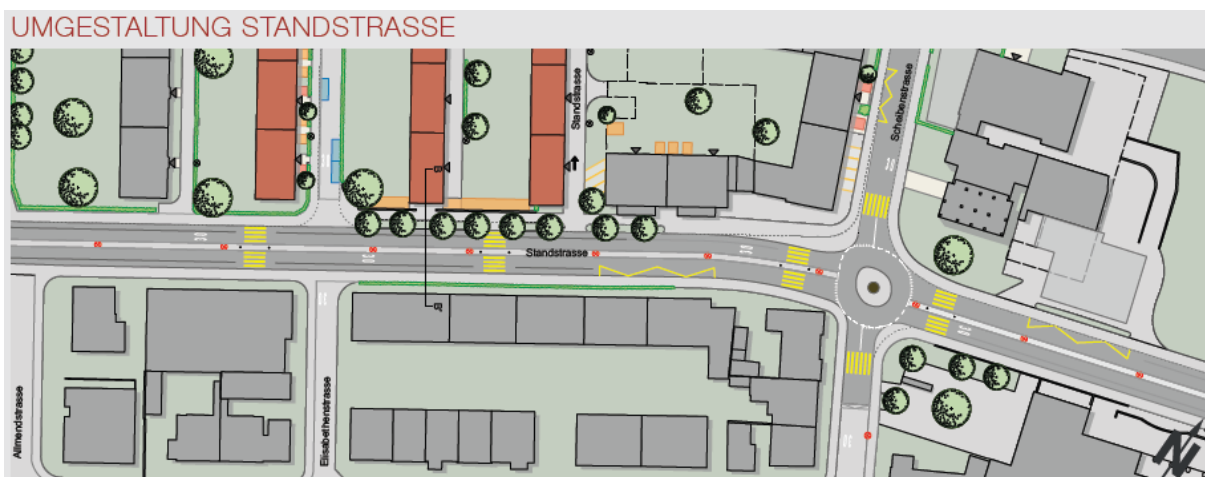 UMGESTALTUNG STANDSTRASSE
Standstrasse
Scheibenstrasse
Standstrasse
Allmendstrasse
Elisabethenstrasse
N